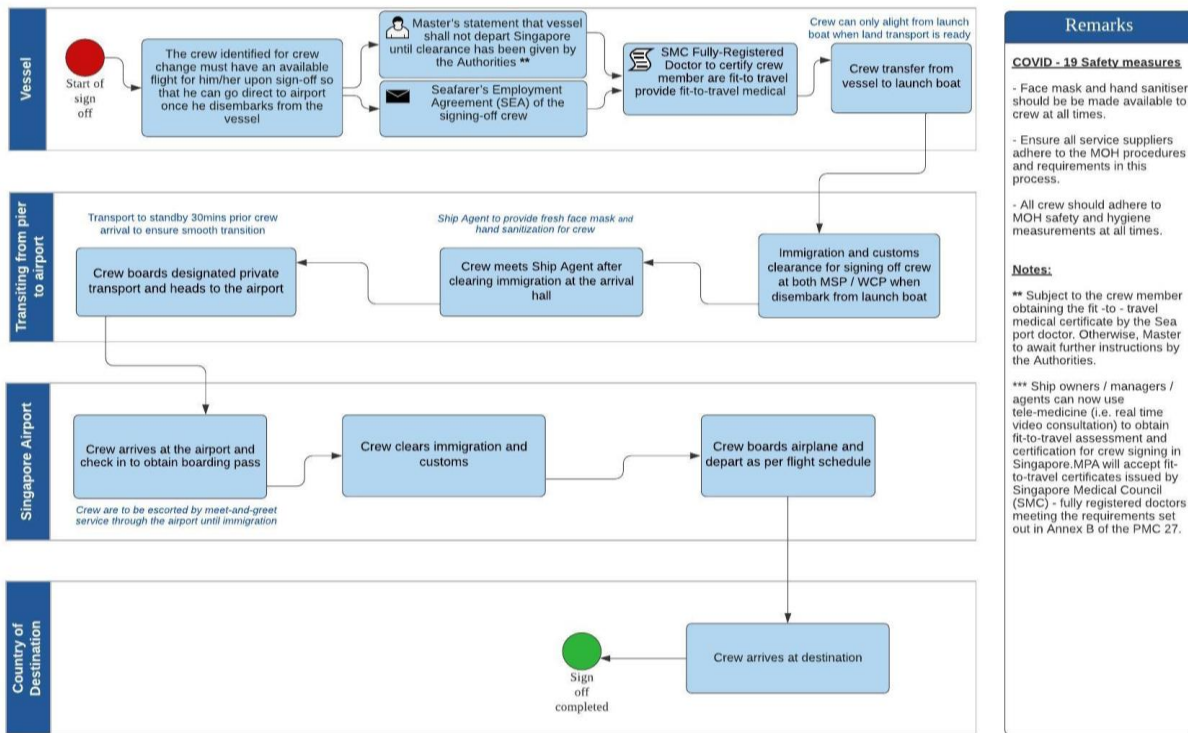 Vessel
Start of
sign
off
The crew identified for crew
change must have an available
flight for him/her upon sign-off so
that he can go direct to airport
once he disembarks from the
vessel
Master's statement that vessel
shall not depart Singapore
until clearance has been given by
the Authorities **
Seafarer's Employment
Agreement (SEA) of the
signing-off crew
SMC Fully-Registered
Doctor to certify crew
member are fit-to travel
provide fit-to-travel medical
Crew can only alight from launch
boat when land transport is ready
Crew transfer from
vessel to launch boat
Transiting from pier
to airport
Transport to standby 30mins prior crew
arrival to ensure smooth transition
Crew boards designated private
transport and heads to the airport
Ship Agent to provide fresh face mask and
hand sanitization for crew
Crew meets Ship Agent after
clearing immigration at the arrival
hall
Immigration and customs
clearance for signing off crew
at both MSP / WCP when
disembark from launch boat
Singapore Airport
Crew arrives at the airport and
check in to obtain boarding pass
Crew are to be escorted by meet-and-greet
service through the airport until immigration
Crew clears immigration and
customs
Crew boards airplane and
depart as per flight schedule
Country of
Destination
Sign
off
completed
Crew arrives at destination
Remarks
COVID - 19 Safety measures
- Face mask and hand sanitiser
should be be made available to
crew at all times.
- Ensure all service suppliers
adhere to the MOH procedures
and requirements in this
process.
- All crew should adhere to
MOH safety and hygiene
measurements at all times.
Notes:
** Subject to the crew member
obtaining the fit -to - travel
medical certificate by the Sea
port doctor. Otherwise, Master
to await further instructions by
the Authorities.
*** Ship owners / managers /
agents can now use
tele-medicine (i.e. real time
video consultation) to obtain
fit-to-travel assessment and
certification for crew signing in
Singapore.MPA will accept fit-
to-travel certificates issued by
Singapore Medical Council
(SMC) - fully registered doctors
meeting the requirements set
out in Annex B of the PMC 27.